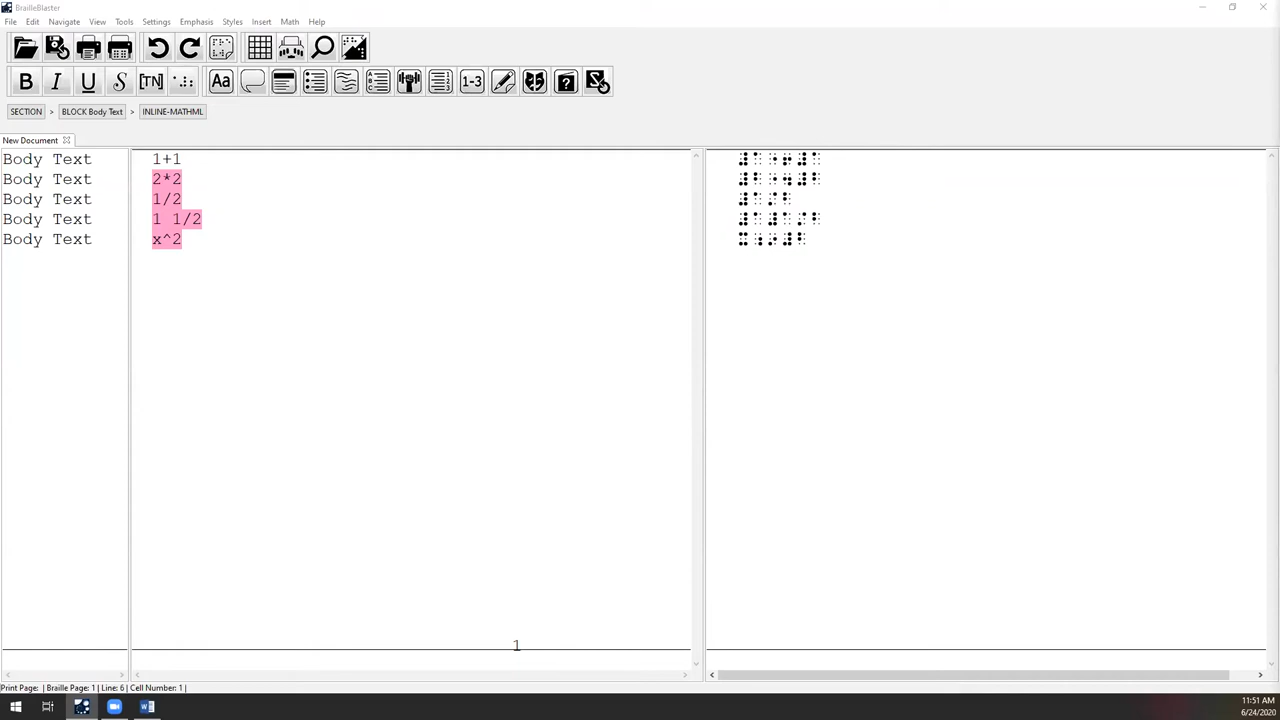 BrailleBlaster
File Edit Navigate View Tools Settings Emphasis Styles Insert Math Help
B I U S [TN] Aa 1-3
SECTION > BLOCK Body Text > INLINE-MATHML
New Document
Body Text 1+1 ⠼⠁⠐⠖⠼⠁
Body Text 2*2 ⠼⠃⠐⠲⠼⠃
Body Text 1/2 ⠼⠁⠌⠃
Body Text 1 1/2 ⠼⠁⠼⠁⠌⠃
Body Text x^2 ⠭⠰⠔⠼⠃
1
Print Page: | Braille Page: 1 | Line: 6 | Cell Number: 1 |
11:51 AM
6/24/2020